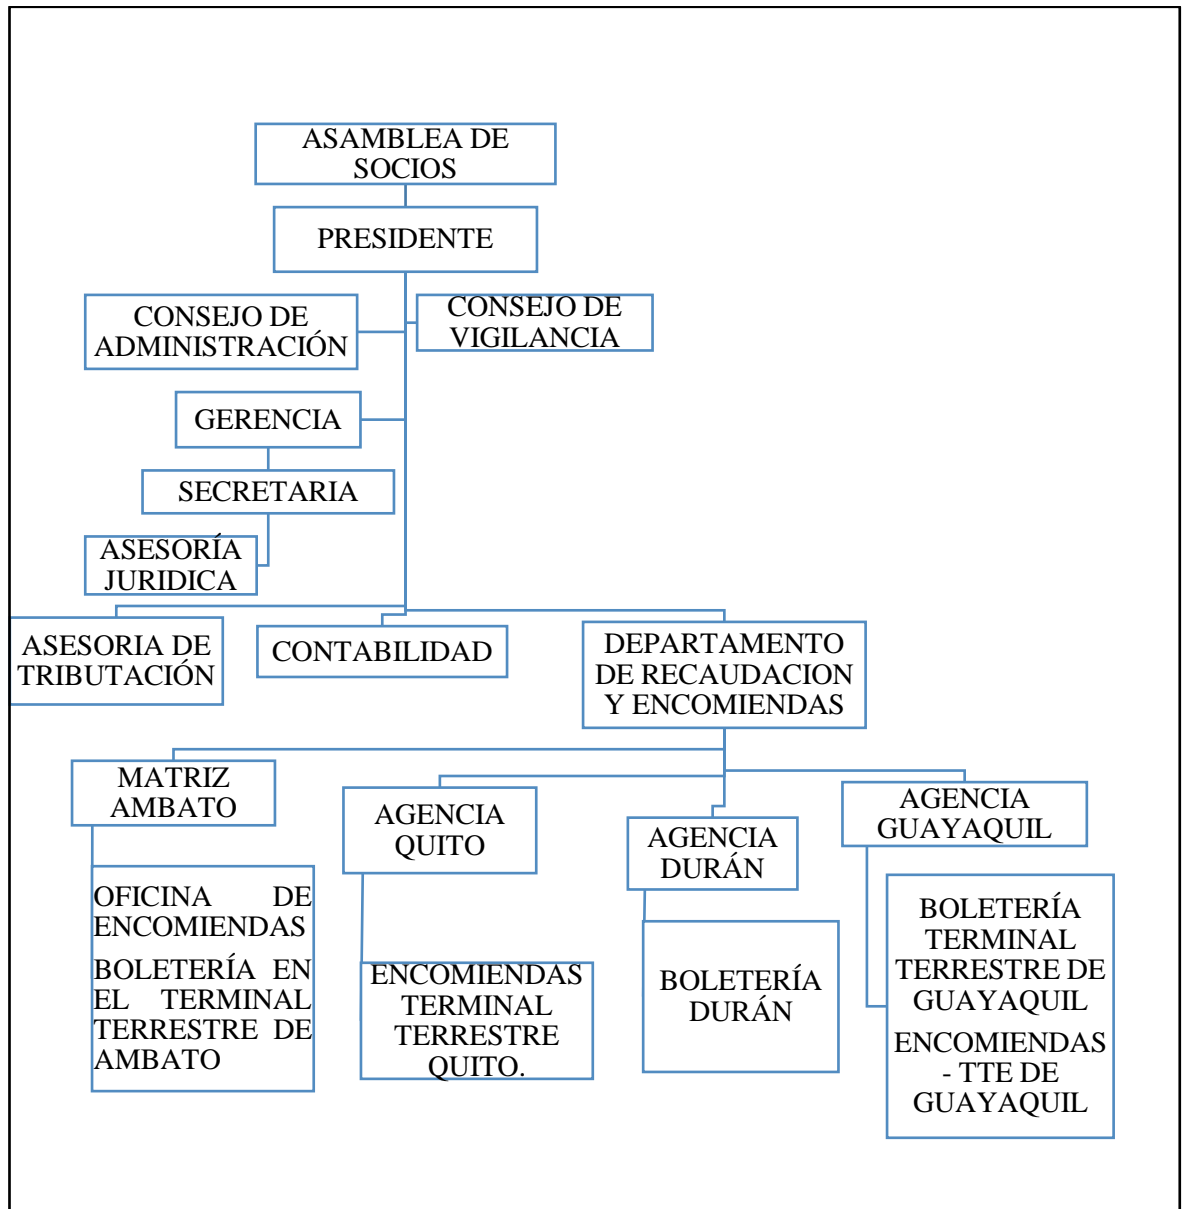 ASAMBLEA DE
SOCIOS
PRESIDENTE
CONSEJO DE
ADMINISTRACIÓN
CONSEJO DE
VIGILANCIA
GERENCIA
SECRETARIA
ASESORÍA
JURIDICA
ASESORIA DE
TRIBUTACIÓN
CONTABILIDAD
DEPARTAMENTO
DE RECAUDACION
Y ENCOMIENDAS
MATRIZ
AMBATO
OFICINA DE
ENCOMIENDAS
BOLETERÍA EN
EL TERMINAL
TERRESTRE DE
AMBATO
AGENCIA
QUITO
ENCOMIENDAS
TERMINAL
TERRESTRE
QUITO.
AGENCIA
DURÁN
BOLETERÍA
DURÁN
AGENCIA
GUAYAQUIL
BOLETERÍA
TERMINAL
TERRESTRE DE
GUAYAQUIL
ENCOMIENDAS
- TTE DE
GUAYAQUIL